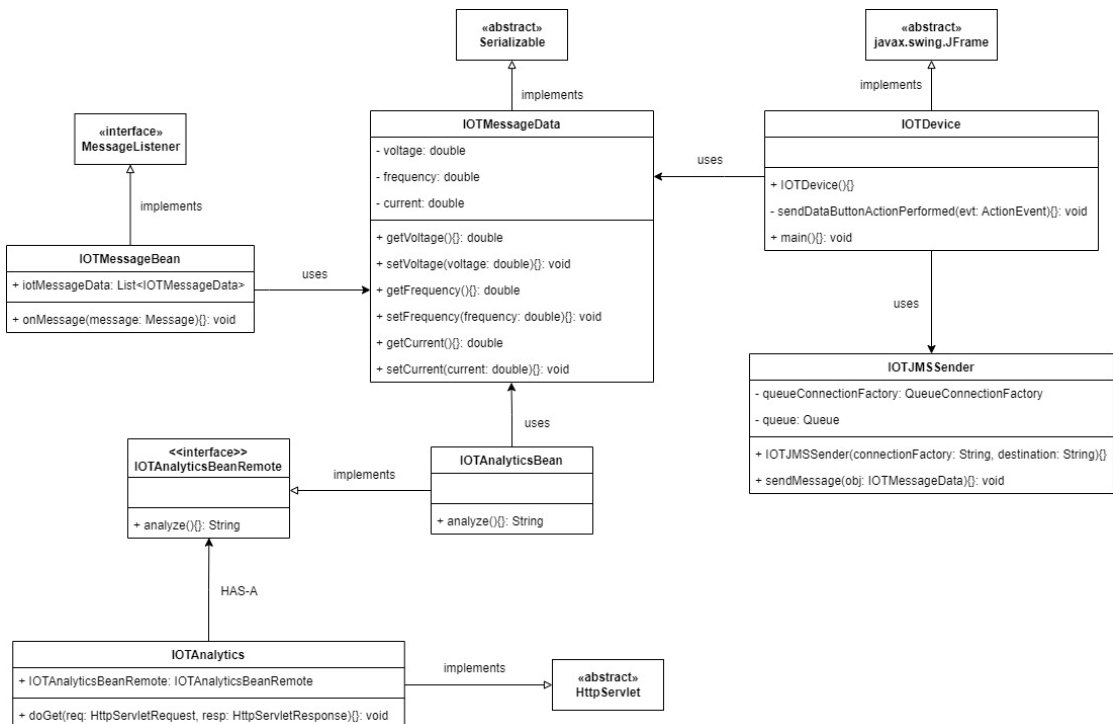 «abstract»
Serializable
implements
«abstract»
javax.swing.JFrame
implements
«interface»
MessageListener
implements
IOTMessageData
- voltage: double
- frequency: double
- current: double
+ getVoltage(){}: double
+ setVoltage(voltage: double){}: void
+ getFrequency(){}: double
+ setFrequency(frequency: double){}: void
+ getCurrent(){}: double
+ setCurrent(current: double){}: void
uses
IOTDevice
+ IOTDevice(){}
- sendDataButtonActionPerformed(evt: ActionEvent){}: void
+ main(){}: void
IOTMessageBean
+ iotMessageData: List<IOTMessageData>
+ onMessage(message: Message){}: void
uses
uses
IOTJMSSender
- queueConnectionFactory: QueueConnectionFactory
- queue: Queue
+ IOTJMSSender(connectionFactory: String, destination: String){}
+ sendMessage(obj: IOTMessageData){}: void
uses
<<interface>>
IOTAnalyticsBeanRemote
+ analyze(){}: String
implements
IOTAnalyticsBean
+ analyze(){}: String
HAS-A
IOTAnalytics
+ IOTAnalyticsBeanRemote: IOTAnalyticsBeanRemote
+ doGet(req: HttpServletRequest, resp: HttpServletResponse){}: void
implements
«abstract»
HttpServlet